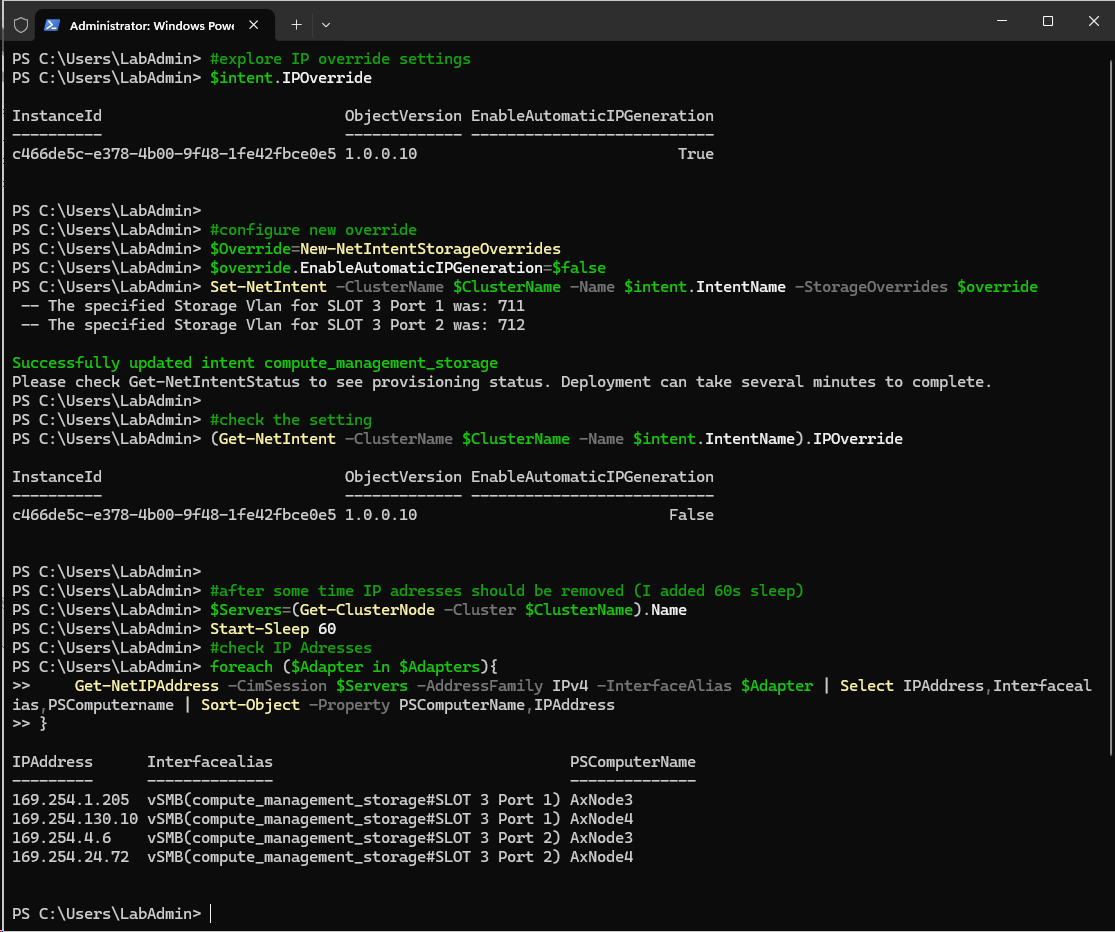 Administrator: Windows Powe
PS C:\Users\LabAdmin> #explore IP override settings
PS C:\Users\LabAdmin> $intent.IPOverride
InstanceId                           ObjectVersion EnableAutomaticIPGeneration
----------                           ------------- ---------------------------
c466de5c-e378-4b00-9f48-1fe42fbce0e5 1.0.0.10                             True
PS C:\Users\LabAdmin>
PS C:\Users\LabAdmin> #configure new override
PS C:\Users\LabAdmin> $Override=New-NetIntentStorageOverrides
PS C:\Users\LabAdmin> $override.EnableAutomaticIPGeneration=$false
PS C:\Users\LabAdmin> Set-NetIntent -ClusterName $ClusterName -Name $intent.IntentName -StorageOverrides $override
 -- The specified Storage Vlan for SLOT 3 Port 1 was: 711
 -- The specified Storage Vlan for SLOT 3 Port 2 was: 712
Successfully updated intent compute_management_storage
Please check Get-NetIntentStatus to see provisioning status. Deployment can take several minutes to complete.
PS C:\Users\LabAdmin>
PS C:\Users\LabAdmin> #check the setting
PS C:\Users\LabAdmin> (Get-NetIntent -ClusterName $ClusterName -Name $intent.IntentName).IPOverride
InstanceId                           ObjectVersion EnableAutomaticIPGeneration
----------                           ------------- ---------------------------
c466de5c-e378-4b00-9f48-1fe42fbce0e5 1.0.0.10                            False
PS C:\Users\LabAdmin>
PS C:\Users\LabAdmin> #after some time IP adresses should be removed (I added 60s sleep)
PS C:\Users\LabAdmin> $Servers=(Get-ClusterNode -Cluster $ClusterName).Name
PS C:\Users\LabAdmin> Start-Sleep 60
PS C:\Users\LabAdmin> #check IP Adresses
PS C:\Users\LabAdmin> foreach ($Adapter in $Adapters){
>>     Get-NetIPAddress -CimSession $Servers -AddressFamily IPv4 -InterfaceAlias $Adapter | Select IPAddress,Interfaceal
ias,PSComputername | Sort-Object -Property PSComputerName,IPAddress
>> }
IPAddress      Interfacealias                                 PSComputerName
---------      --------------                                 --------------
169.254.1.205  vSMB(compute_management_storage#SLOT 3 Port 1) AxNode3
169.254.130.10 vSMB(compute_management_storage#SLOT 3 Port 1) AxNode4
169.254.4.6    vSMB(compute_management_storage#SLOT 3 Port 2) AxNode3
169.254.24.72  vSMB(compute_management_storage#SLOT 3 Port 2) AxNode4
PS C:\Users\LabAdmin>